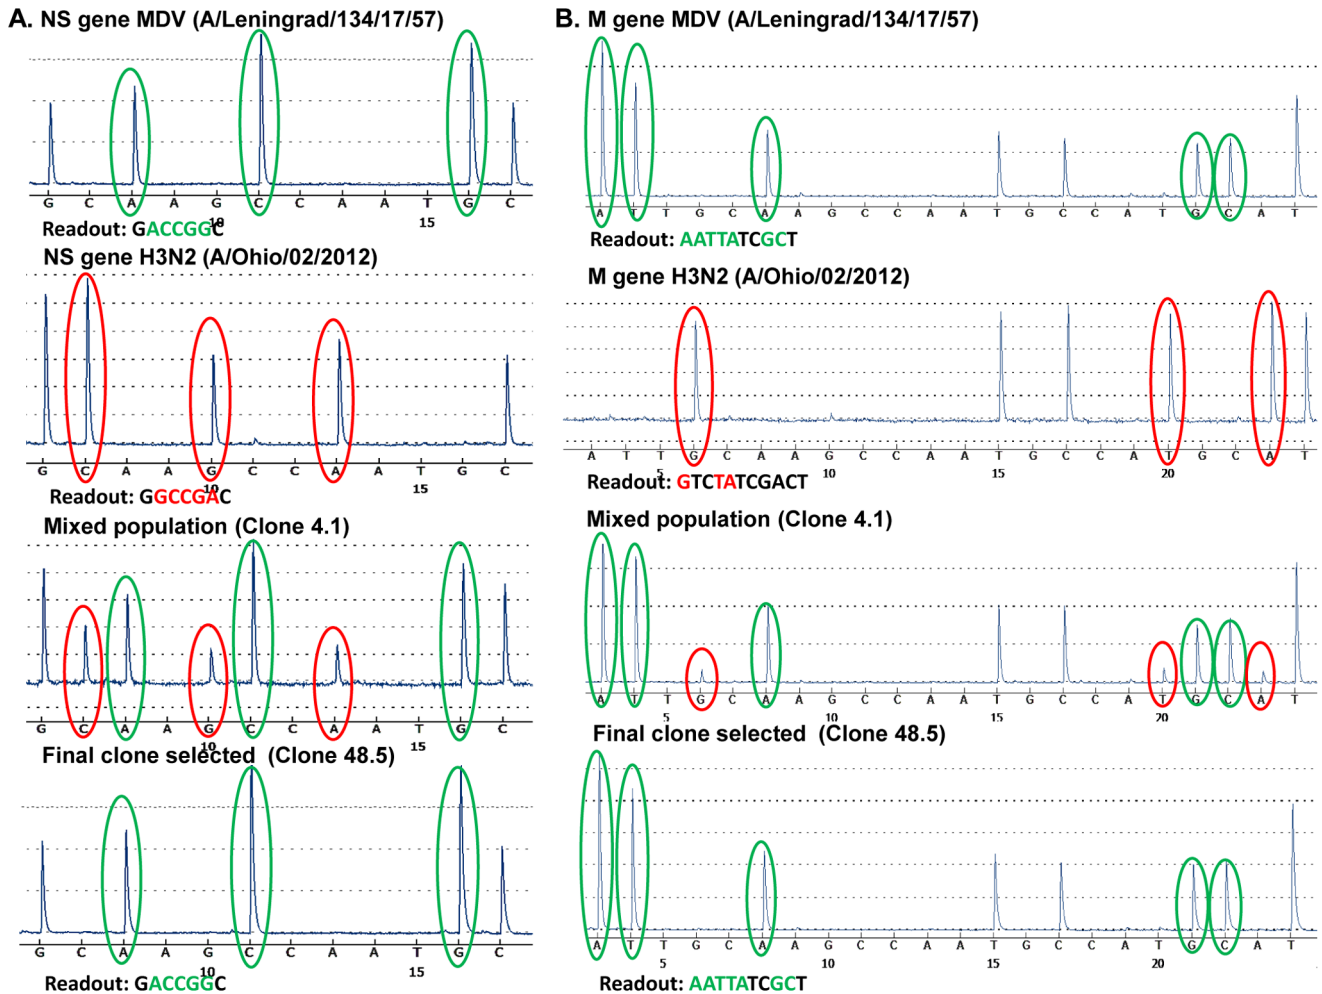 A. NS gene MDV (A/Leningrad/134/17/57)
G C A A G C C A A T G C
10 15
Readout: GACCGGC
NS gene H3N2 (A/Ohio/02/2012)
G C A A G C C A A T G C
10 15
Readout: GGCCGAC
Mixed population (Clone 4.1)
G C A A G C C A A T G C
10 15
Final clone selected (Clone 48.5)
G C A A G C C A A T G C
10 15
Readout: GACCGGC
B. M gene MDV (A/Leningrad/134/17/57)
A T T G C A A G C C A A T G C C A T G C A T
Readout: AATTATCGCT
M gene H3N2 (A/Ohio/02/2012)
A T T G C A A G C C A A T G C C A T G C A T
5 10 15 20
Readout: GTCTATCGACT
Mixed population (Clone 4.1)
A T T G C A A G C C A A T G C C A T G C A T
5 10 15 20
Final clone selected (Clone 48.5)
A T T G C A A G C C A A T G C C A T G C A T
5 10 15 20
Readout: AATTATCGCT